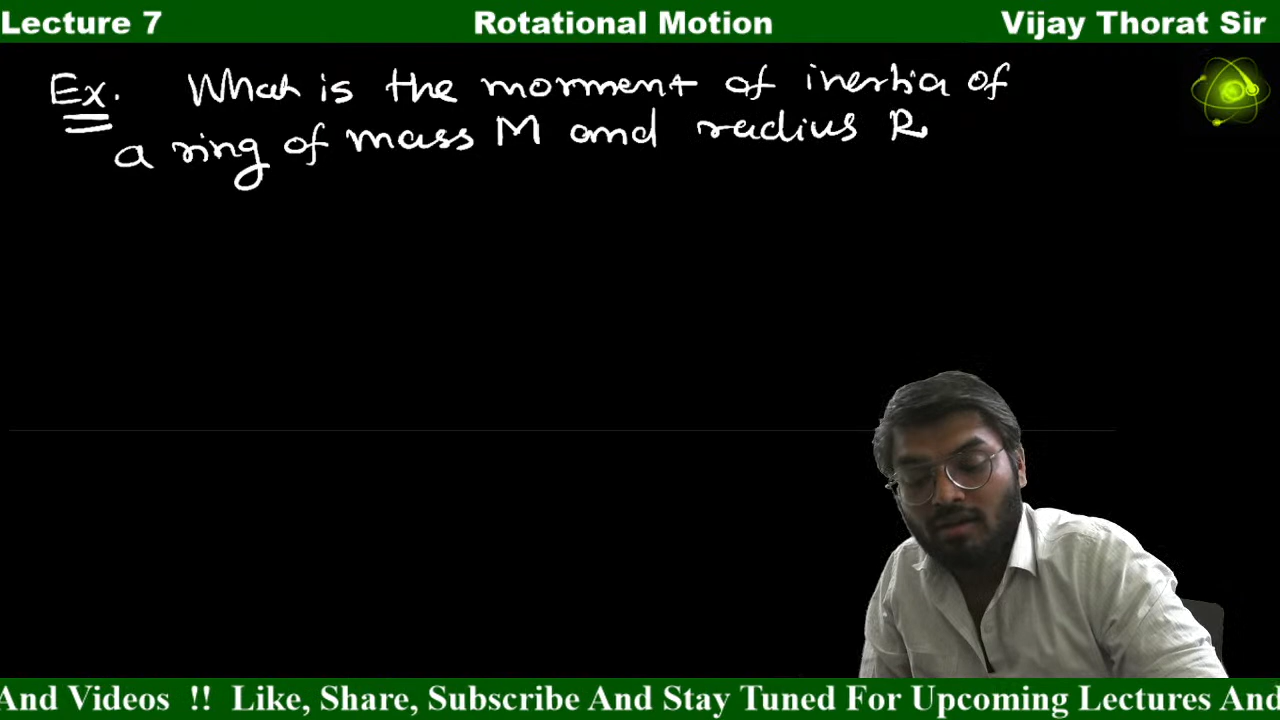 Lecture 7 Rotational Motion Vijay Thorat Sir
Ex. What is the morment of inertia of
a ring of mass M and radius R
And Videos !! Like, Share, Subscribe And Stay Tuned For Upcoming Lectures And